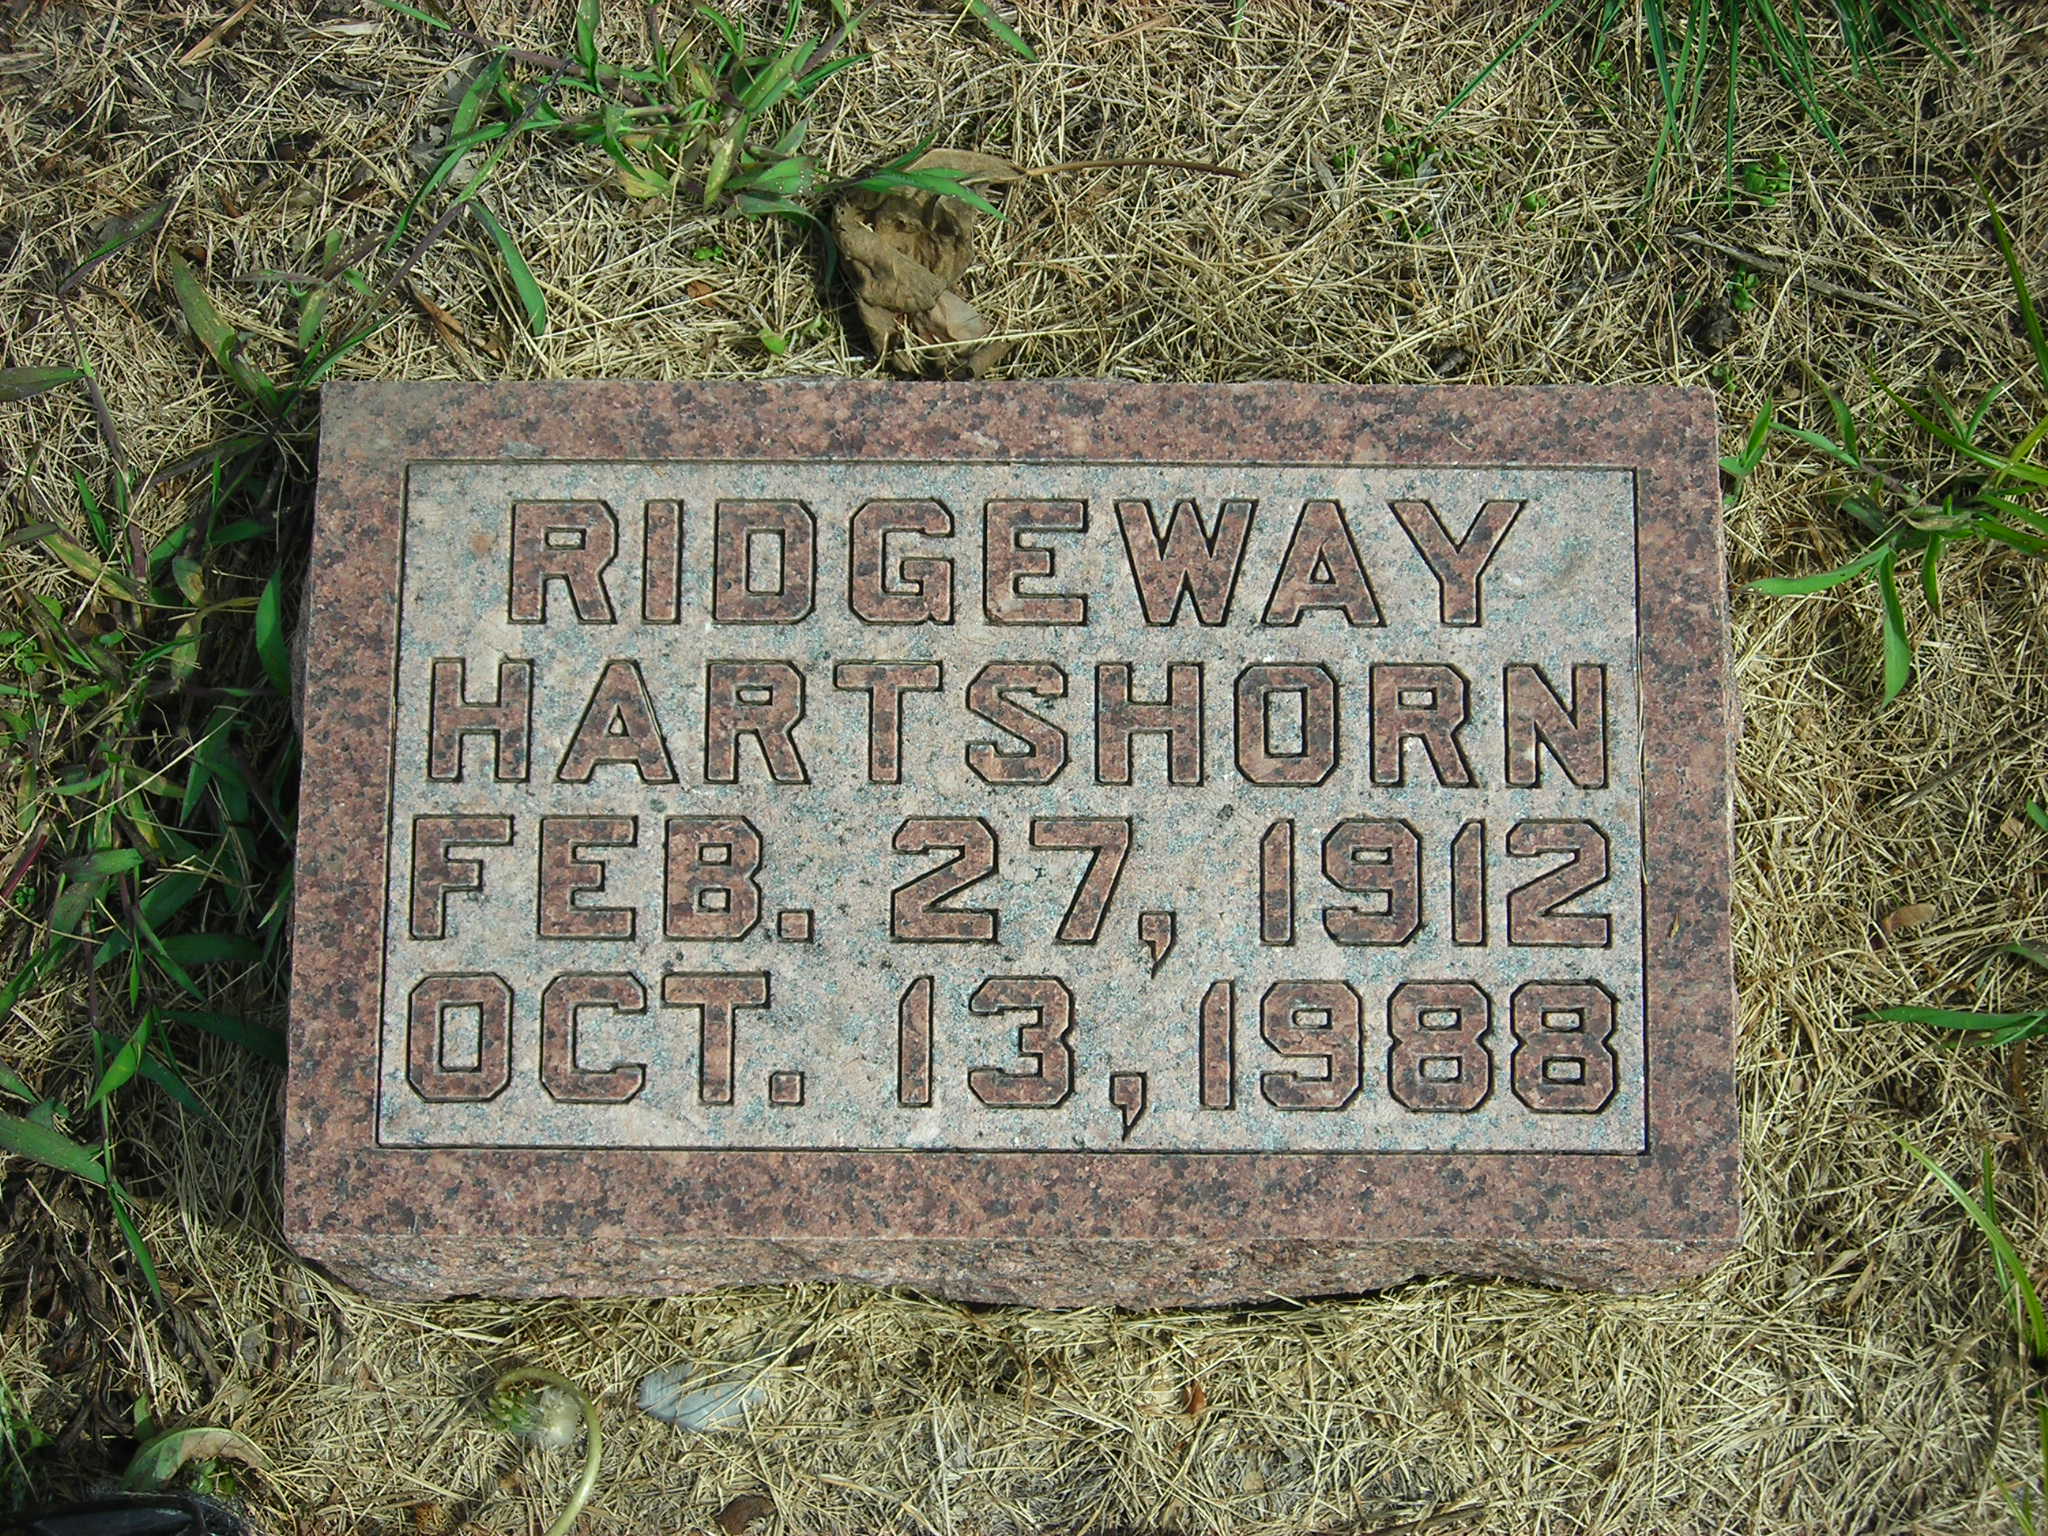 RIDGEWAY
HARTSHORN
FEB. 27, 1912
OCT. 13, 1988